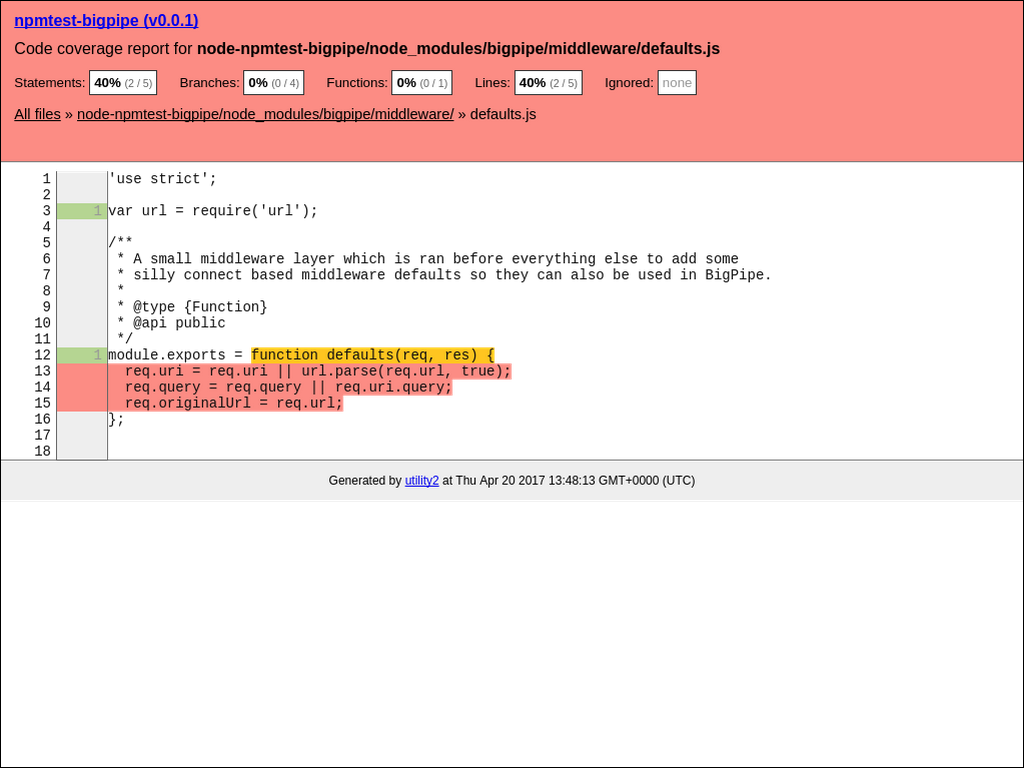 npmtest-bigpipe (v0.0.1)
Code coverage report for node-npmtest-bigpipe/node_modules/bigpipe/middleware/defaults.js
Statements: 40% (2 / 5) Branches: 0% (0 / 4) Functions: 0% (0 / 1) Lines: 40% (2 / 5) Ignored: none
All files » node-npmtest-bigpipe/node_modules/bigpipe/middleware/ » defaults.js
1 'use strict';
2
3 1 var url = require('url');
4
5 /**
6  * A small middleware layer which is ran before everything else to add some
7  * silly connect based middleware defaults so they can also be used in BigPipe.
8  *
9  * @type {Function}
10  * @api public
11  */
12 1 module.exports = function defaults(req, res) {
13   req.uri = req.uri || url.parse(req.url, true);
14   req.query = req.query || req.uri.query;
15   req.originalUrl = req.url;
16 };
17
18
Generated by utility2 at Thu Apr 20 2017 13:48:13 GMT+0000 (UTC)